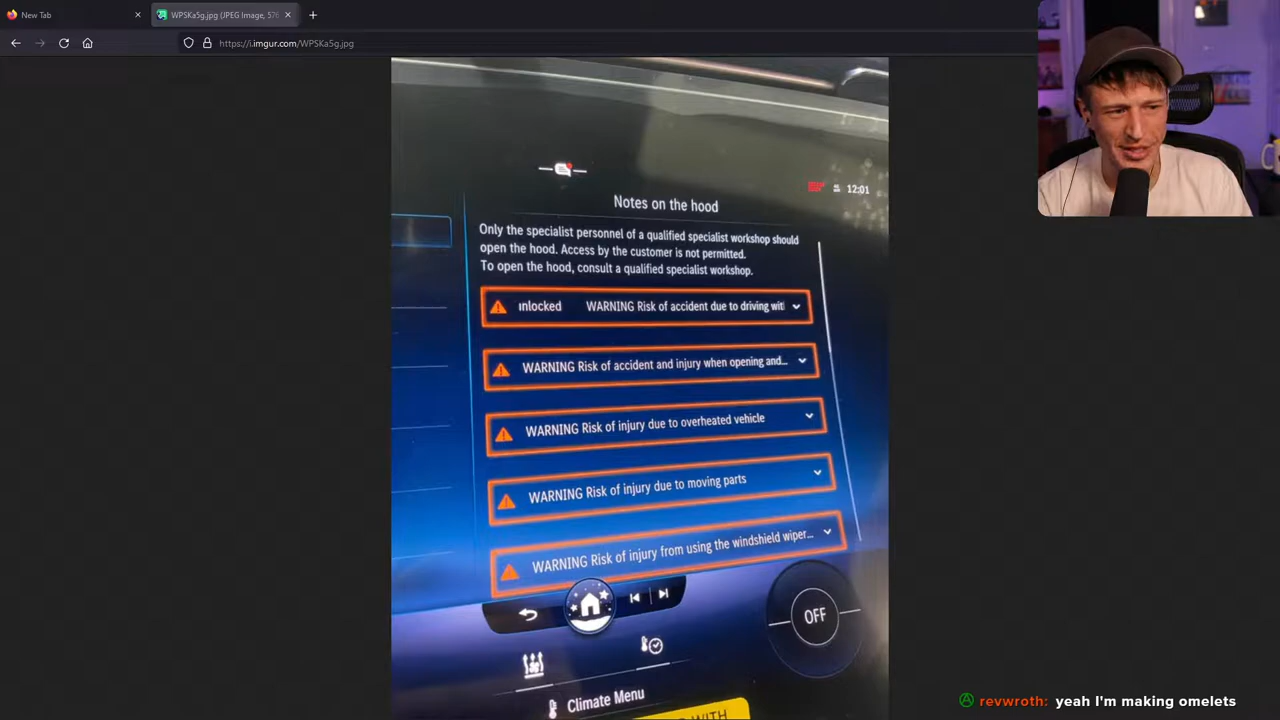 New Tab
WPSKa5g.jpg (JPEG Image, 576
https://i.imgur.com/WPSKa5g.jpg
12:01
Notes on the hood
Only the specialist personnel of a qualified specialist workshop should
open the hood. Access by the customer is not permitted.
To open the hood, consult a qualified specialist workshop.
nlocked WARNING Risk of accident due to driving wit
WARNING Risk of accident and injury when opening and...
WARNING Risk of injury due to overheated vehicle
WARNING Risk of injury due to moving parts
WARNING Risk of injury from using the windshield wiper...
OFF
Climate Menu
WITH
revwroth: yeah I'm making omelets